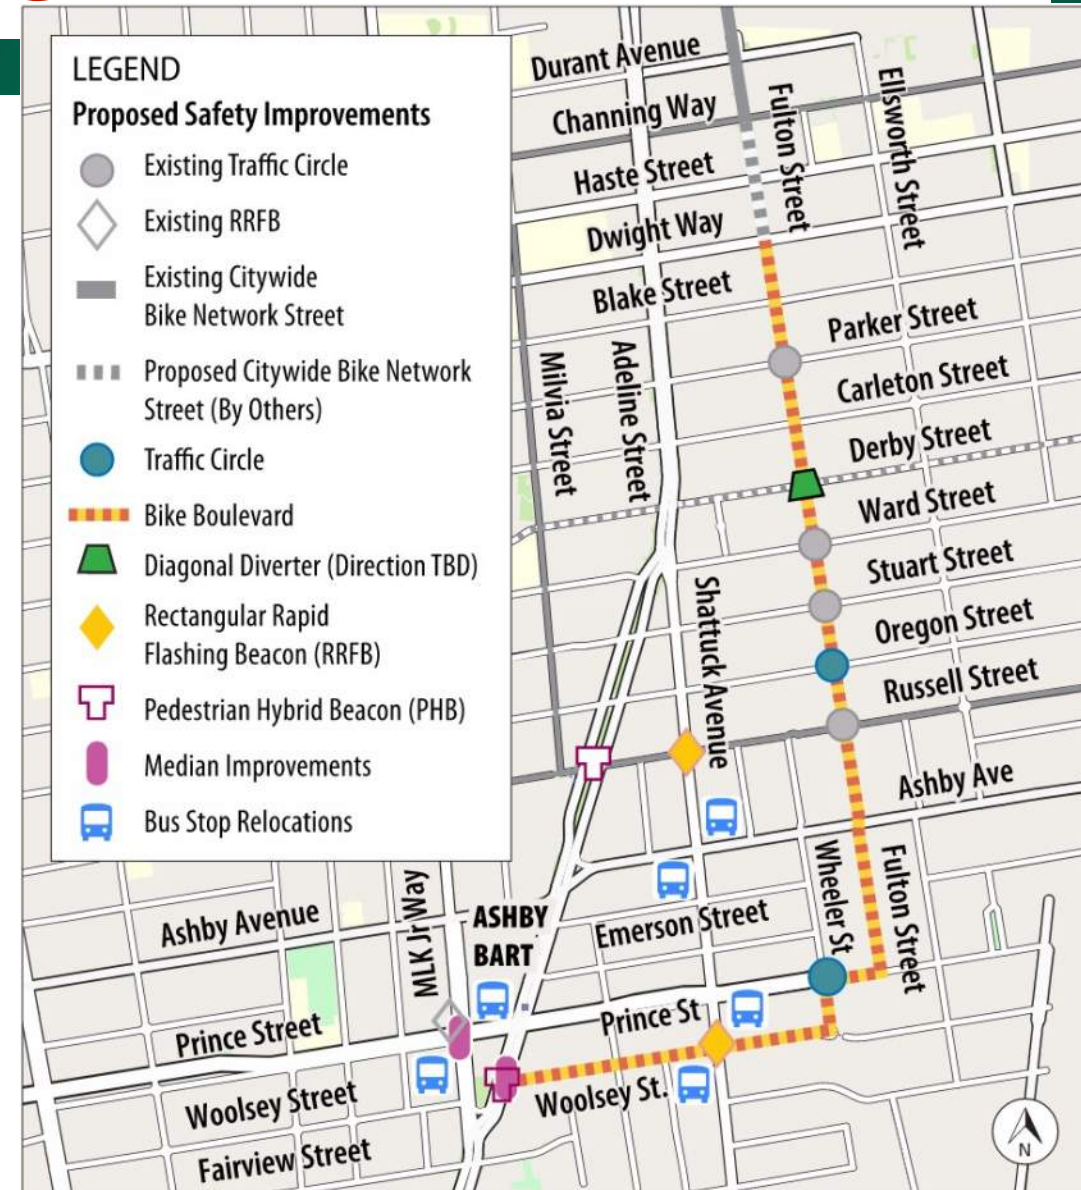 LEGEND
Proposed Safety Improvements
Existing Traffic Circle
Existing RRFB
Existing Citywide
Bike Network Street
Proposed Citywide Bike Network
Street (By Others)
Traffic Circle
Bike Boulevard
Diagonal Diverter (Direction TBD)
Rectangular Rapid
Flashing Beacon (RRFB)
Pedestrian Hybrid Beacon (PHB)
Median Improvements
Bus Stop Relocations
Durant Avenue
Channing Way
Haste Street
Dwight Way
Blake Street
Fulton Street
Ellsworth Street
Parker Street
Carleton Street
Derby Street
Ward Street
Stuart Street
Oregon Street
Russell Street
Ashby Ave
Milvia Street
Adeline Street
Shattuck Avenue
Wheeler St
Fulton Street
Emerson Street
Ashby Avenue
MLK Jr Way
ASHBY
BART
Prince Street
Prince St
Woolsey Street
Woolsey St.
Fairview Street
N